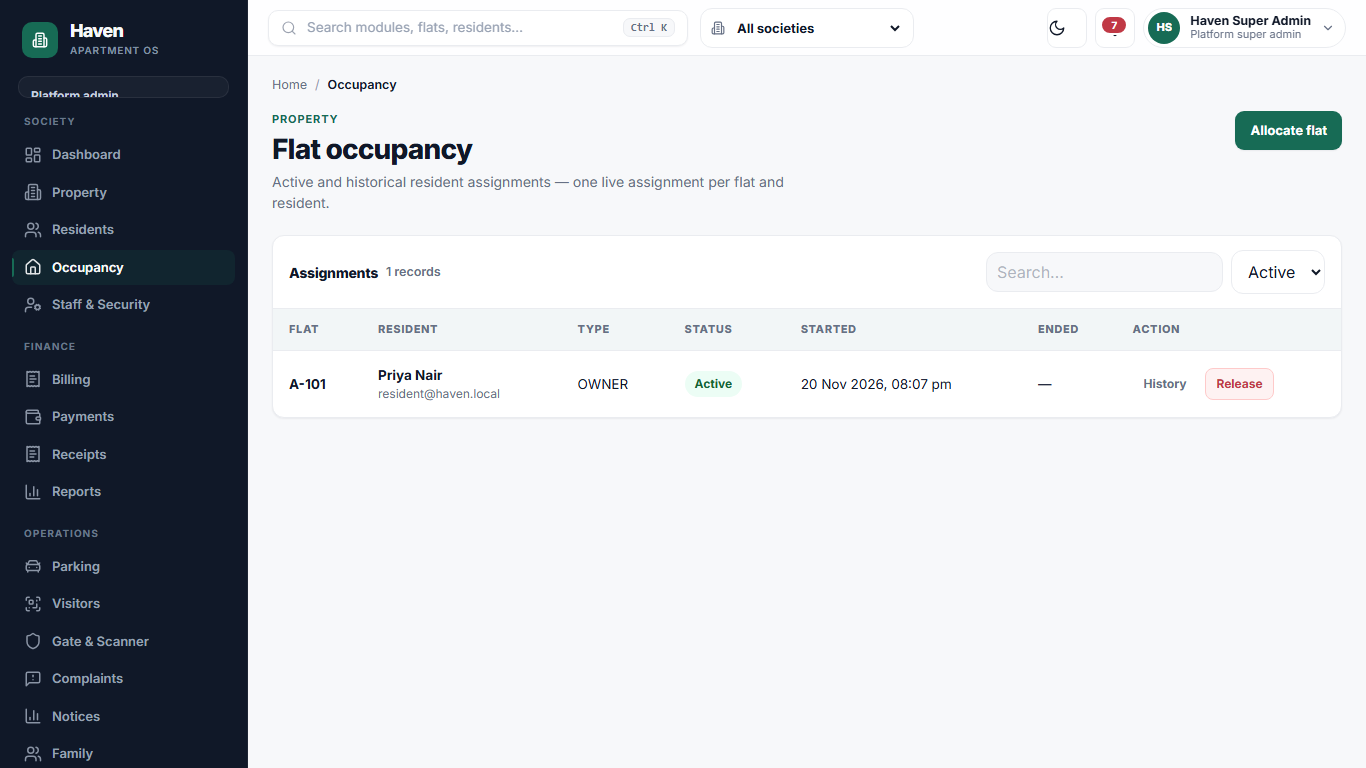 Haven
APARTMENT OS
Platform admin
SOCIETY
Dashboard
Property
Residents
Occupancy
Staff & Security
FINANCE
Billing
Payments
Receipts
Reports
OPERATIONS
Parking
Visitors
Gate & Scanner
Complaints
Notices
Family
Search modules, flats, residents... Ctrl K
All societies
7
HS
Haven Super Admin
Platform super admin
Home / Occupancy
PROPERTY
Flat occupancy
Active and historical resident assignments — one live assignment per flat and
resident.
Allocate flat
Assignments 1 records
Search...
Active
FLAT RESIDENT TYPE STATUS STARTED ENDED ACTION
A-101 Priya Nair OWNER Active 20 Nov 2026, 08:07 pm — History Release
resident@haven.local